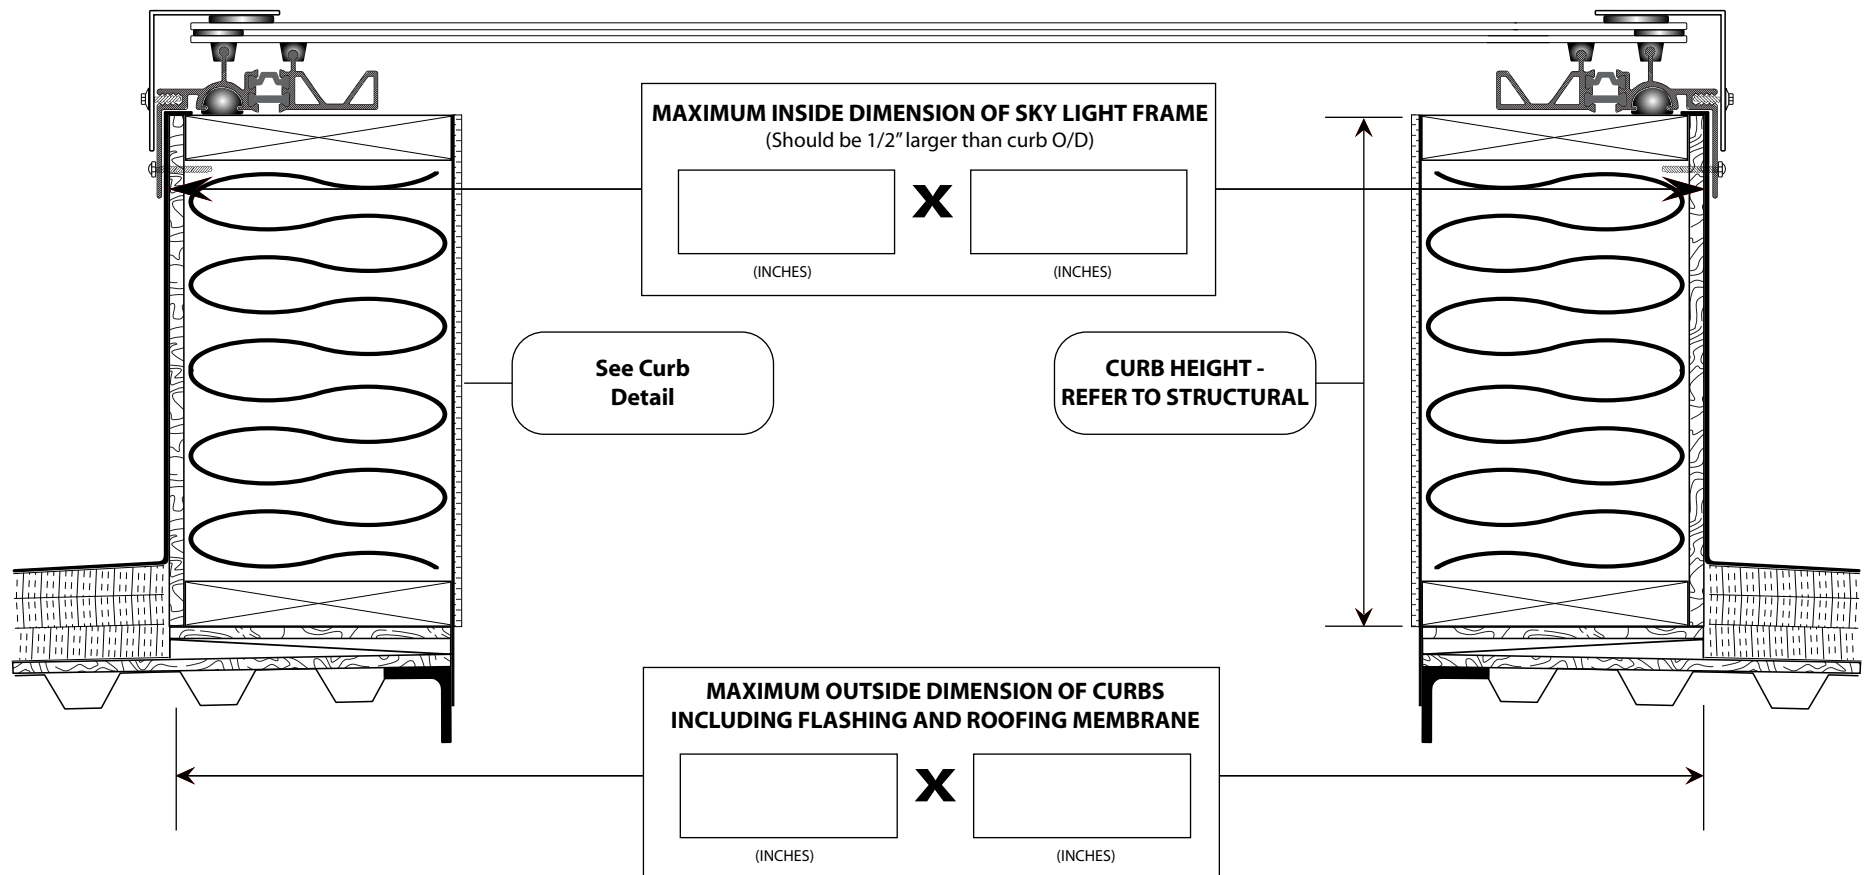 MAXIMUM INSIDE DIMENSION OF SKY LIGHT FRAME
(Should be 1/2” larger than curb O/D)
X
(INCHES)
(INCHES)
See Curb
Detail
CURB HEIGHT -
REFER TO STRUCTURAL
MAXIMUM OUTSIDE DIMENSION OF CURBS
INCLUDING FLASHING AND ROOFING MEMBRANE
X
(INCHES)
(INCHES)